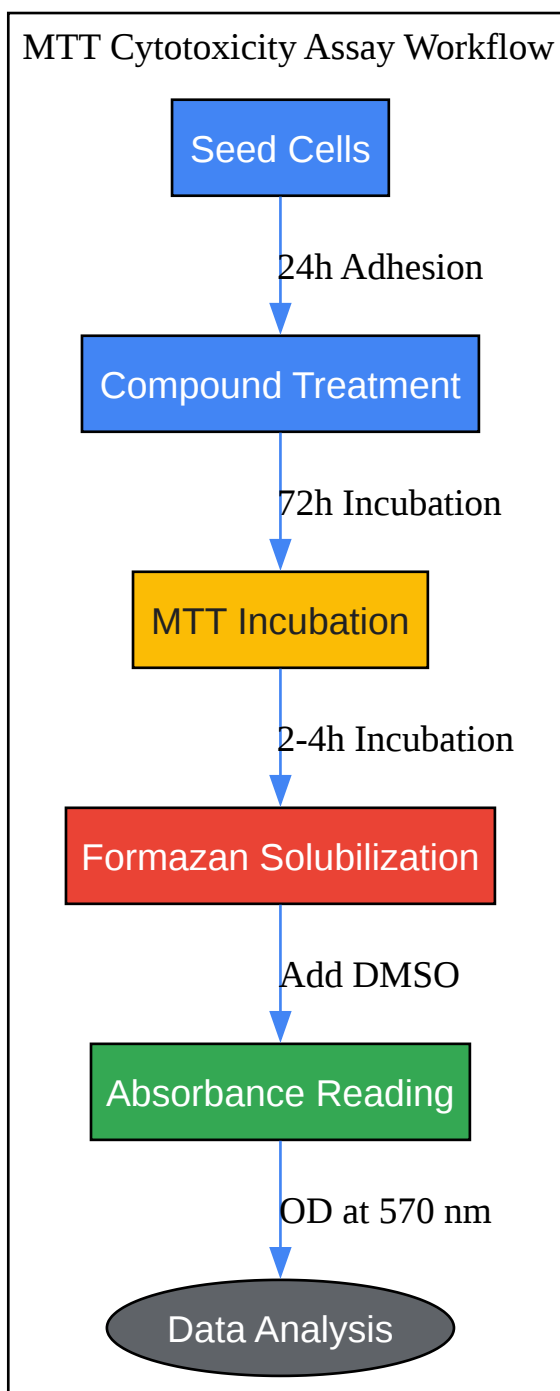 MTT Cytotoxicity Assay Workflow
Seed Cells
24h Adhesion
Compound Treatment
72h Incubation
MTT Incubation
2-4h Incubation
Formazan Solubilization
Add DMSO
Absorbance Reading
OD at 570 nm
Data Analysis